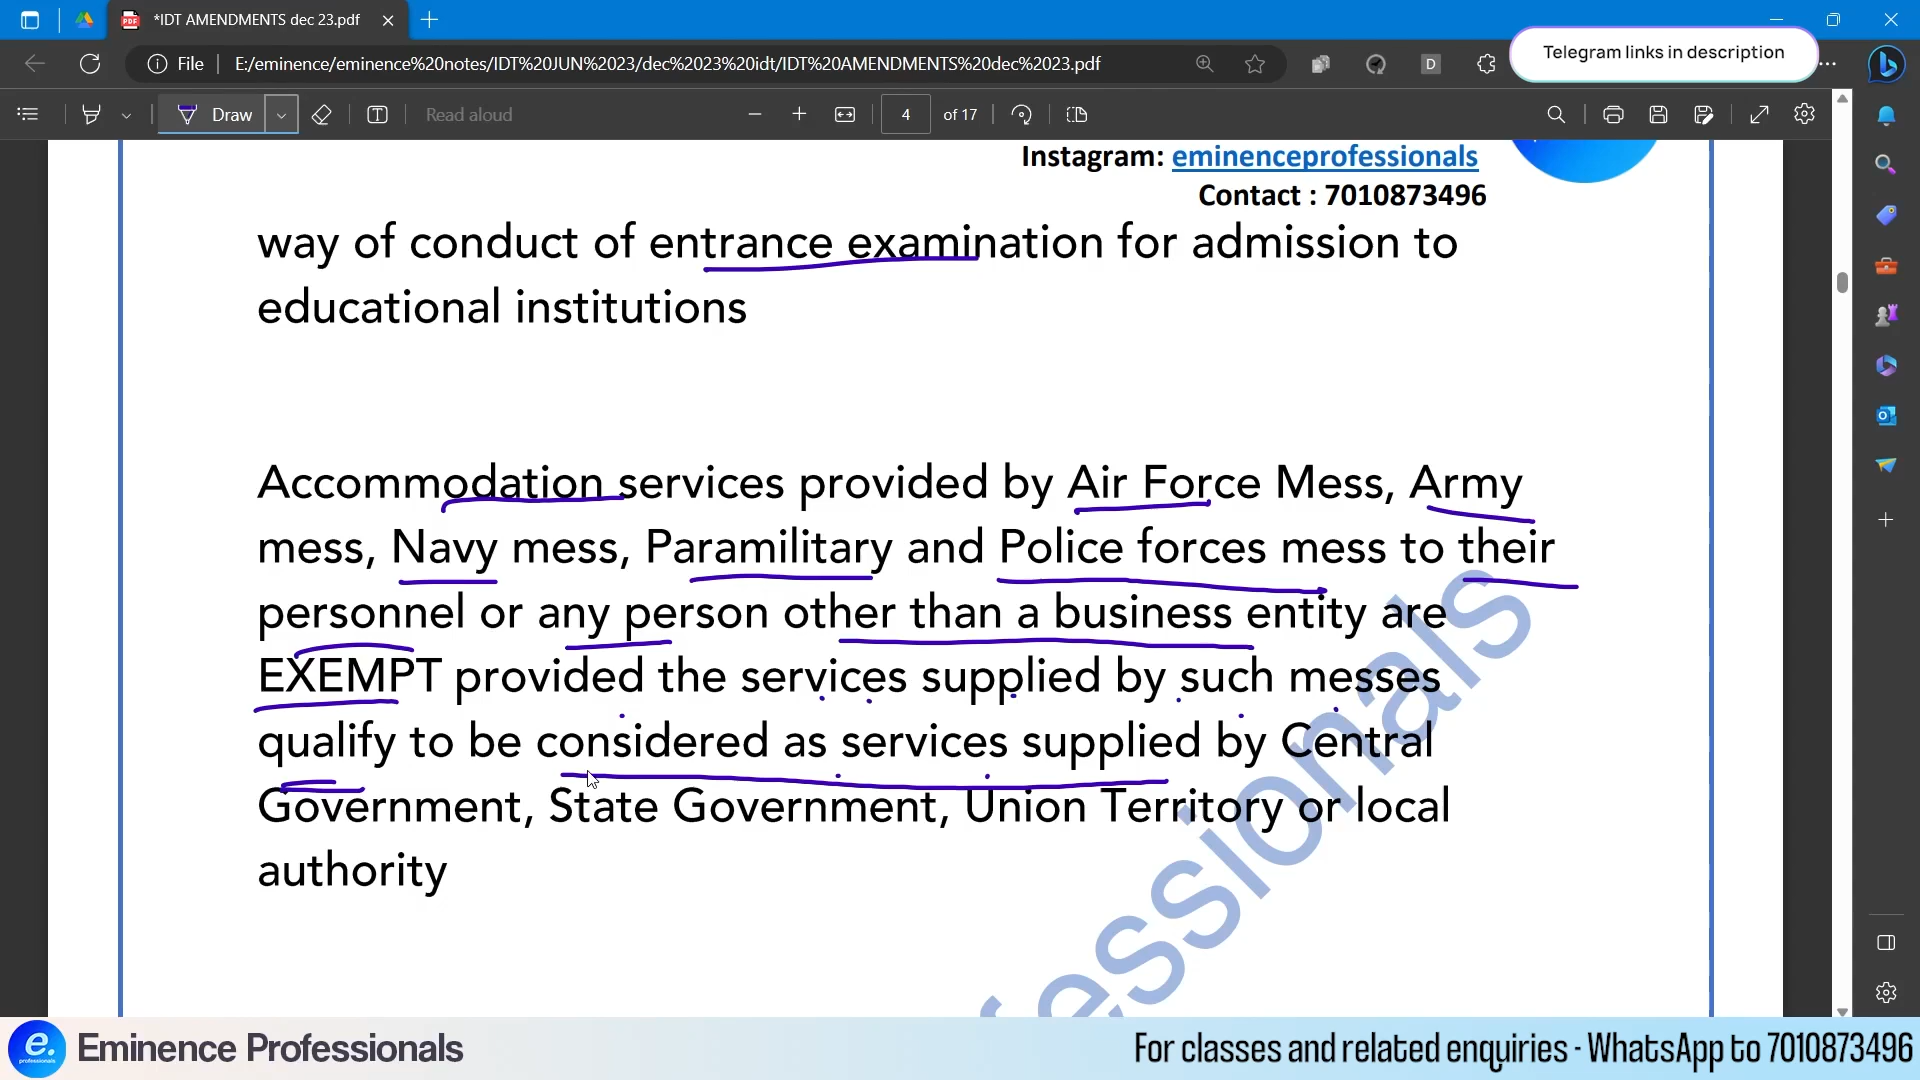 *IDT AMENDMENTS dec 23.pdf
File
E:/eminence/eminence%20notes/IDT%20JUN%2023/dec%2023%20idt/IDT%20AMENDMENTS%20dec%2023.pdf
Telegram links in description
Draw
Read aloud
4
of 17
Instagram: eminenceprofessionals
Contact : 7010873496
way of conduct of entrance examination for admission to
educational institutions
Accommodation services provided by Air Force Mess, Army
mess, Navy mess, Paramilitary and Police forces mess to their
personnel or any person other than a business entity are
EXEMPT provided the services supplied by such messes
qualify to be considered as services supplied by Central
Government, State Government, Union Territory or local
authority
fessionals
e.
professionals
Eminence Professionals
For classes and related enquiries - WhatsApp to 7010873496